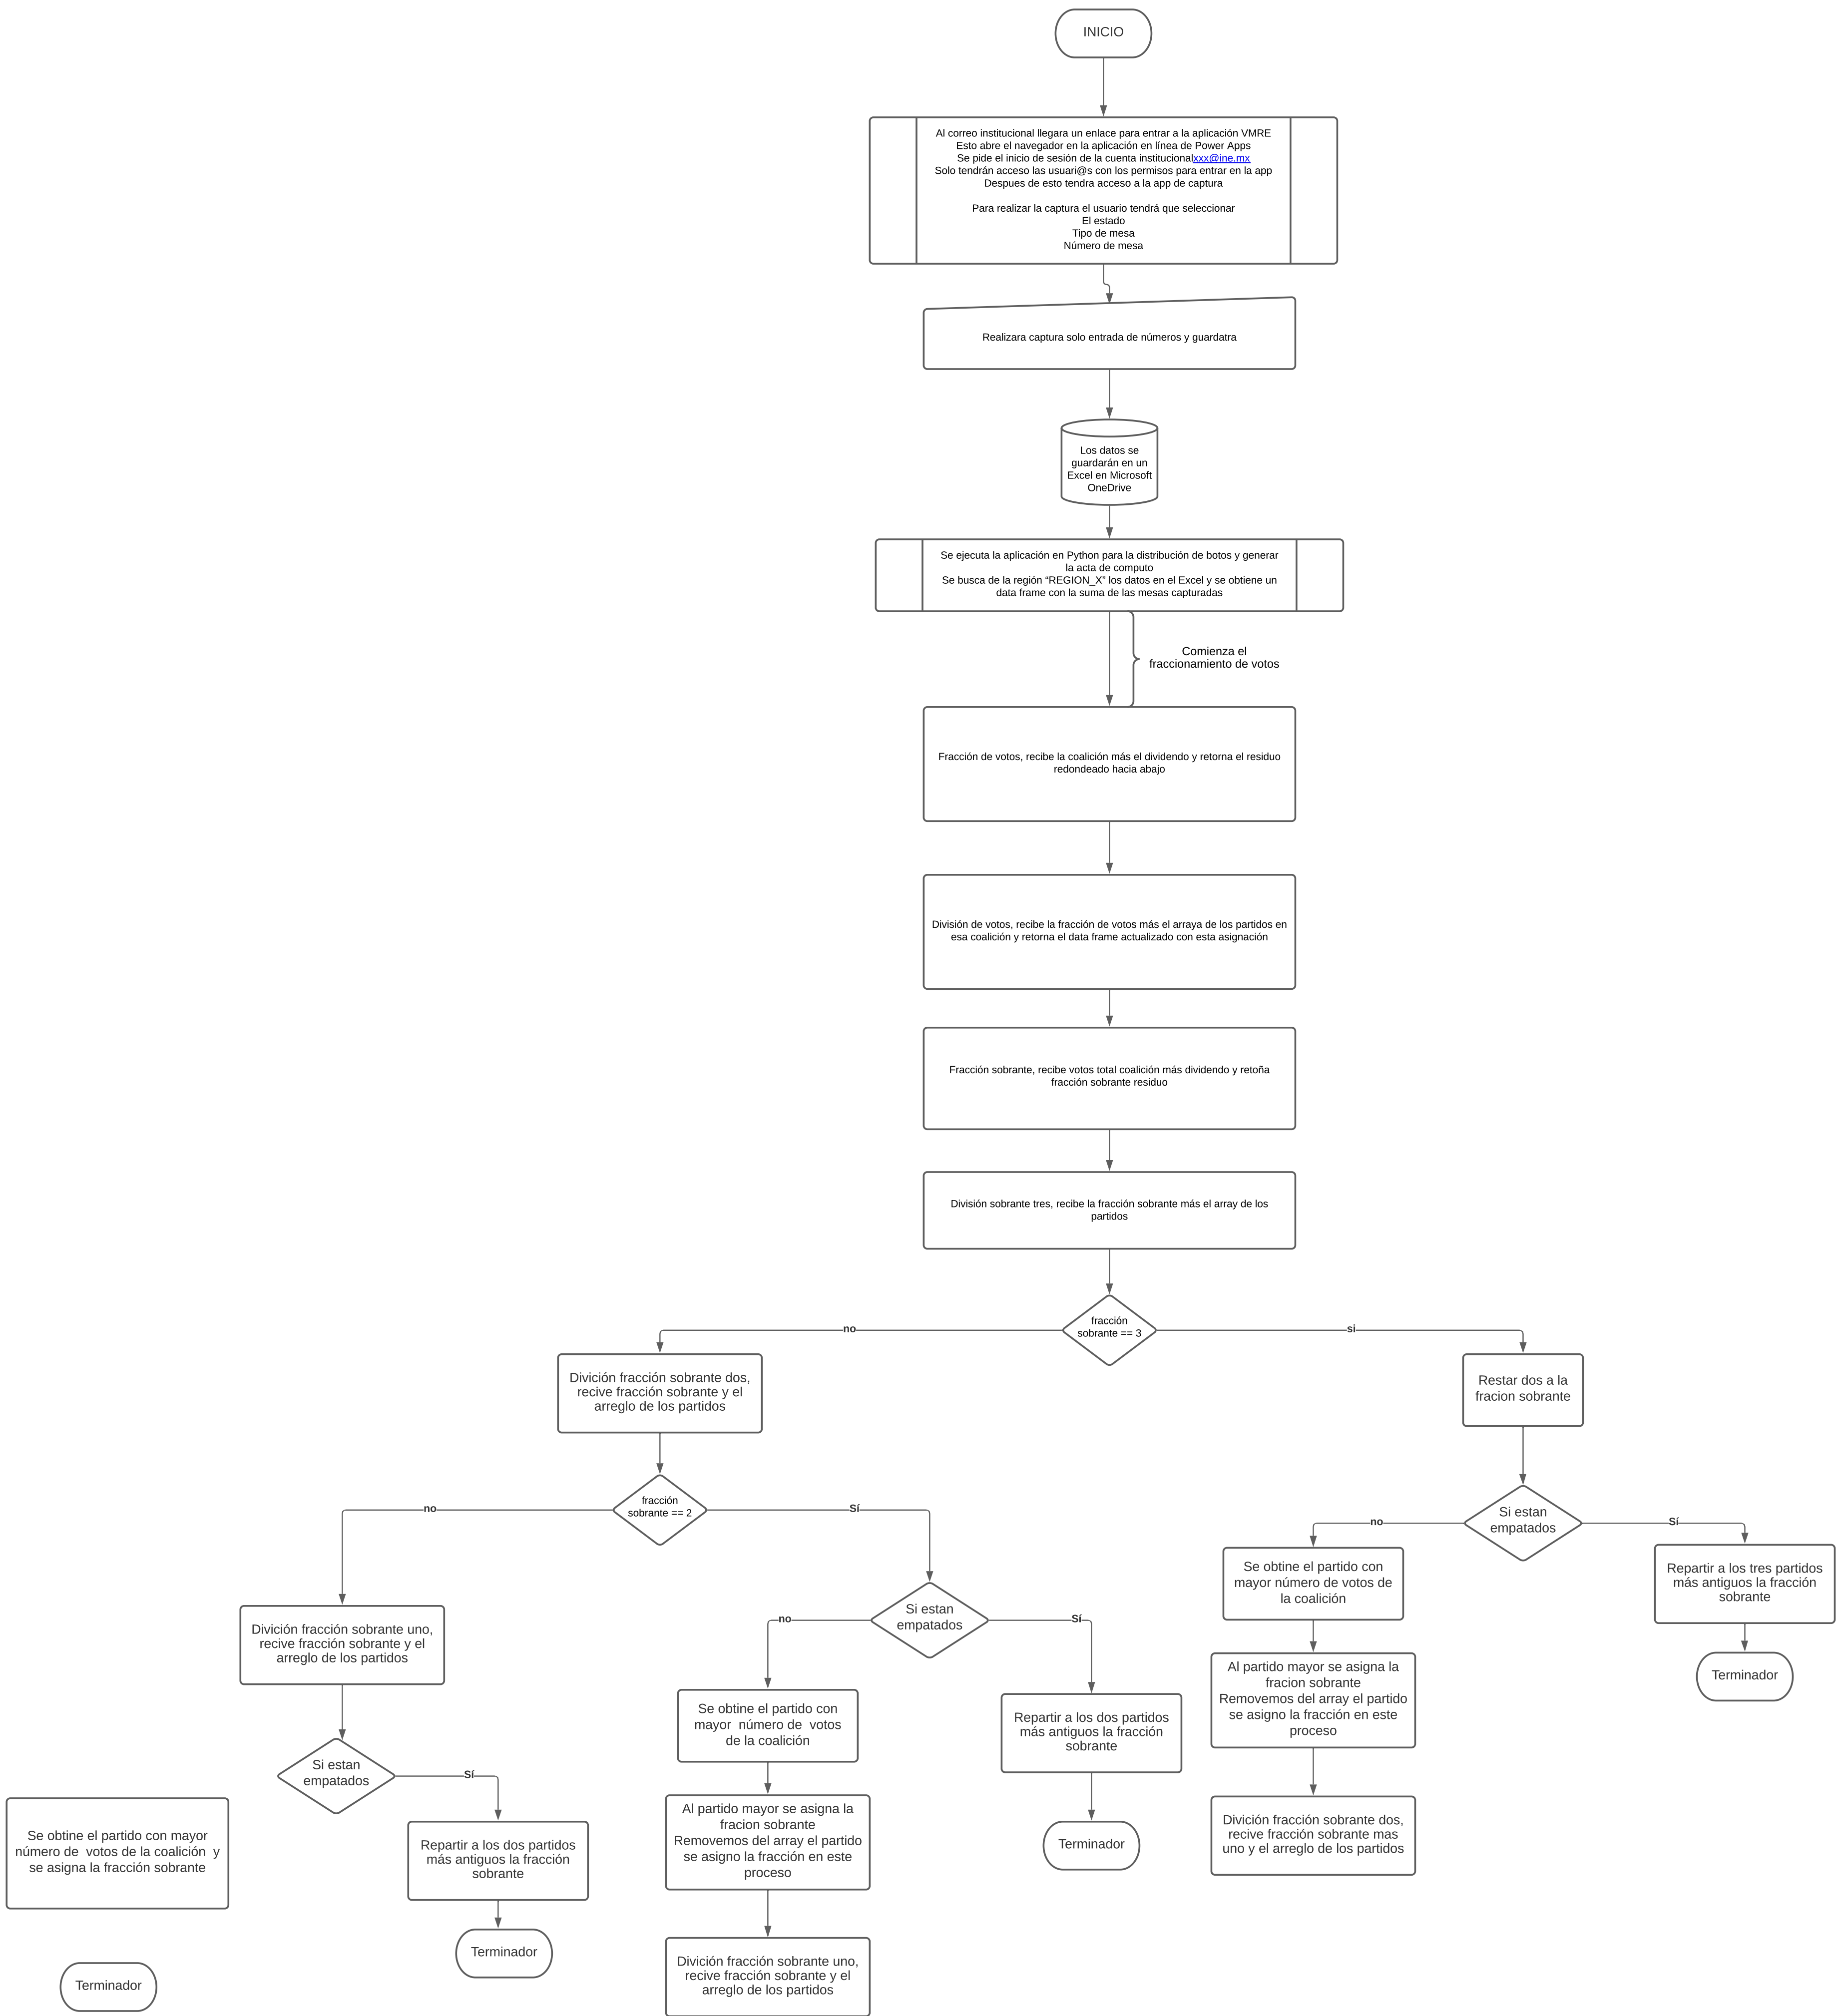 INICIO
Al correo institucional llegara un enlace para entrar a la aplicación VMRE
Esto abre el navegador en la aplicación en línea de Power Apps
Se pide el inicio de sesión de la cuenta institucionalxxx@ine.mx
Solo tendrán acceso las usuari@s con los permisos para entrar en la app
Despues de esto tendra acceso a la app de captura
Para realizar la captura el usuario tendrá que seleccionar
El estado
Tipo de mesa
Número de mesa
Realizara captura solo entrada de números y guardatra
Los datos se
guardarán en un
Excel en Microsoft
OneDrive
Se ejecuta la aplicación en Python para la distribución de botos y generar
la acta de computo
Se busca de la región “REGION_X” los datos en el Excel y se obtiene un
data frame con la suma de las mesas capturadas
Comienza el
fraccionamiento de votos
Fracción de votos, recibe la coalición más el dividendo y retorna el residuo
redondeado hacia abajo
División de votos, recibe la fracción de votos más el arraya de los partidos en
esa coalición y retorna el data frame actualizado con esta asignación
Fracción sobrante, recibe votos total coalición más dividendo y retoña
fracción sobrante residuo
División sobrante tres, recibe la fracción sobrante más el array de los
partidos
fracción
sobrante == 3
no
si
Divición fracción sobrante dos,
recive fracción sobrante y el
arreglo de los partidos
Restar dos a la
fracion sobrante
fracción
sobrante == 2
no
Sí
Si estan
empatados
no
Sí
Se obtine el partido con
mayor número de votos de
la coalición
Repartir a los tres partidos
más antiguos la fracción
sobrante
Divición fracción sobrante uno,
recive fracción sobrante y el
arreglo de los partidos
Si estan
empatados
no
Sí
Al partido mayor se asigna la
fracion sobrante
Removemos del array el partido
se asigno la fracción en este
proceso
Terminador
Se obtine el partido con
mayor número de votos
de la coalición
Repartir a los dos partidos
más antiguos la fracción
sobrante
Si estan
empatados
Sí
Se obtine el partido con mayor
número de votos de la coalición y
se asigna la fracción sobrante
Repartir a los dos partidos
más antiguos la fracción
sobrante
Al partido mayor se asigna la
fracion sobrante
Removemos del array el partido
se asigno la fracción en este
proceso
Terminador
Divición fracción sobrante dos,
recive fracción sobrante mas
uno y el arreglo de los partidos
Terminador
Terminador
Divición fracción sobrante uno,
recive fracción sobrante y el
arreglo de los partidos